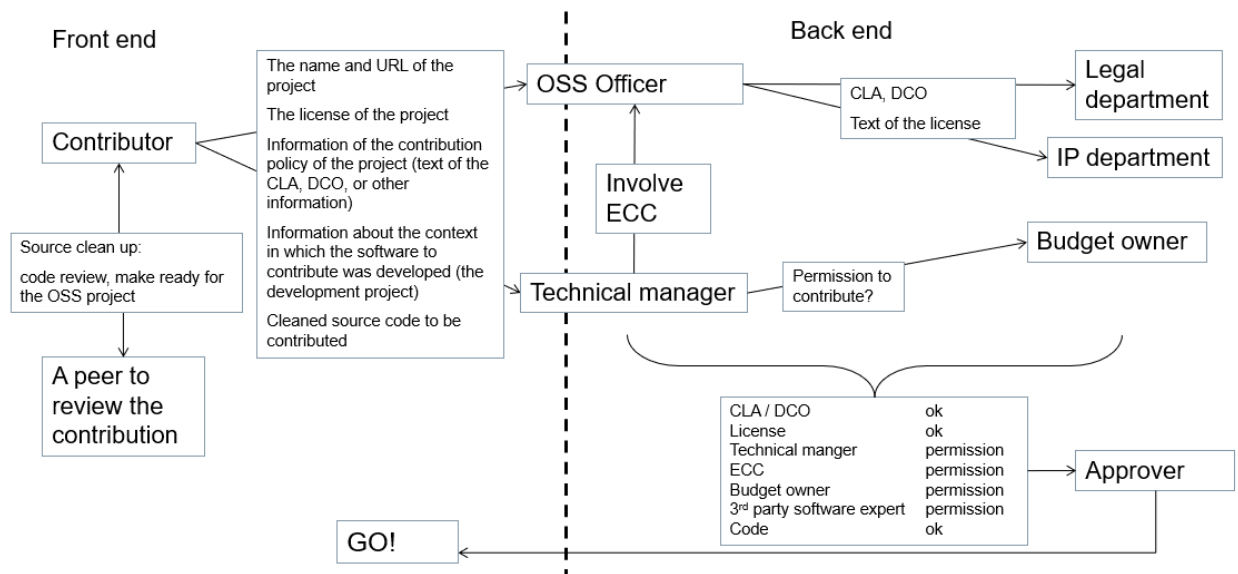 Front end
Back end
The name and URL of the
project
The license of the project
Information of the contribution
policy of the project (text of the
CLA, DCO, or other
information)
Information about the context
in which the software to
contribute was developed (the
development project)
Cleaned source code to be
contributed
Contributor
Source clean up:
code review, make ready for
the OSS project
A peer to
review the
contribution
OSS Officer
CLA, DCO
Text of the license
Legal
department
IP department
Involve
ECC
Technical manager
Permission to
contribute?
Budget owner
CLA / DCO ok
License ok
Technical manger permission
ECC permission
Budget owner permission
3rd party software expert permission
Code ok
Approver
GO!